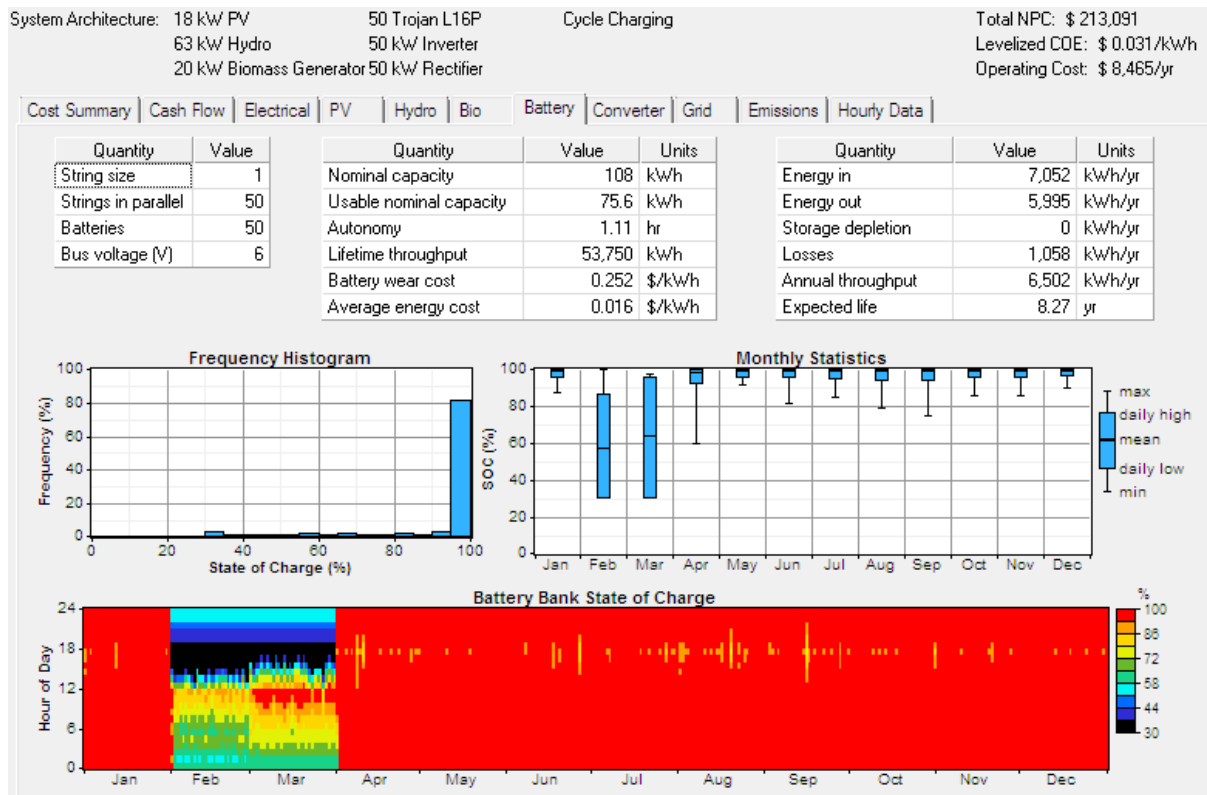 System Architecture: 18 kW PV 50 Trojan L16P Cycle Charging Total NPC: $ 213,091
63 kW Hydro 50 kW Inverter Levelized COE: $ 0.031/kWh
20 kW Biomass Generator 50 kW Rectifier Operating Cost: $ 8,465/yr
Cost Summary Cash Flow Electrical PV Hydro Bio Battery Converter Grid Emissions Hourly Data
Quantity Value Quantity Value Units Quantity Value Units
String size 1 Nominal capacity 108 kWh Energy in 7,052 kWh/yr
Strings in parallel 50 Usable nominal capacity 75.6 kWh Energy out 5,995 kWh/yr
Batteries 50 Autonomy 1.11 hr Storage depletion 0 kWh/yr
Bus voltage (V) 6 Lifetime throughput 53,750 kWh Losses 1,058 kWh/yr
Battery wear cost 0.252 $/kWh Annual throughput 6,502 kWh/yr
Average energy cost 0.016 $/kWh Expected life 8.27 yr
Frequency Histogram
100
80
60
40
20
0
Frequency (%)
0 20 40 60 80 100
State of Charge (%)
Monthly Statistics
100
80
60
40
20
0
SOC (%)
Jan Feb Mar Apr May Jun Jul Aug Sep Oct Nov Dec
max
daily high
mean
daily low
min
Battery Bank State of Charge
24
18
12
6
0
Hour of Day
Jan Feb Mar Apr May Jun Jul Aug Sep Oct Nov Dec
%
100
86
72
58
44
30